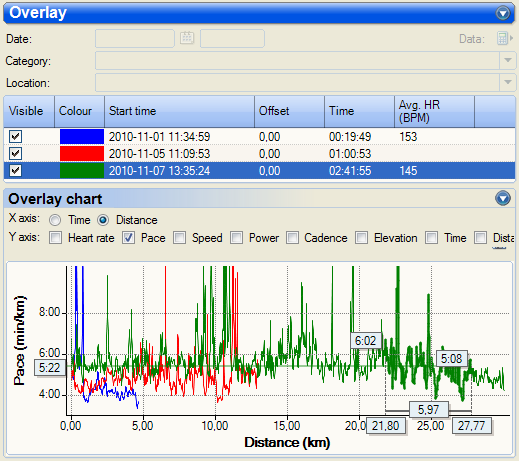 Overlay
Date: Data:
Category:
Location:
Visible Colour Start time Offset Time Avg. HR (BPM)
2010-11-01 11:34:59 0,00 00:19:49 153
2010-11-05 11:09:53 0,00 01:00:53
2010-11-07 13:35:24 0,00 02:41:55 145
Overlay chart
X axis: Time Distance
Y axis: Heart rate Pace Speed Power Cadence Elevation Time Dista
Pace (min/km)
8:00
6:02
6:00
5:08
5:22
4:00
5,97
0,00 5,00 10,00 15,00 20,00 21,80 25,00 27,77
Distance (km)